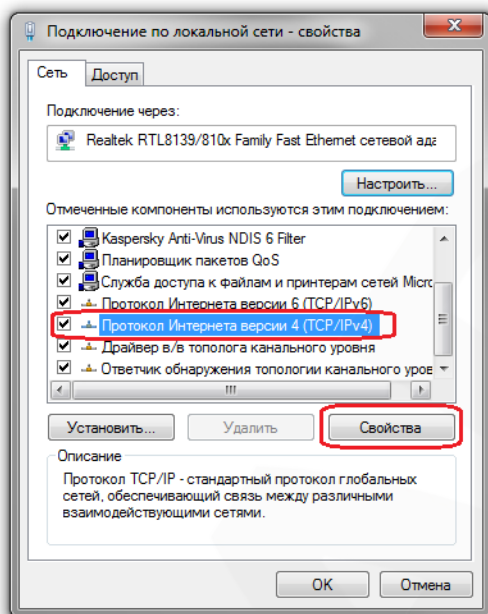 Подключение по локальной сети - свойства
Сеть
Доступ
Подключение через:
Realtek RTL8139/810x Family Fast Ethernet сетевой ада
Настроить...
Отмеченные компоненты используются этим подключением:
Kaspersky Anti-Virus NDIS 6 Filter
Планировщик пакетов QoS
Служба доступа к файлам и принтерам сетей Micro
Протокол Интернета версии 6 (TCP/IPv6)
Протокол Интернета версии 4 (TCP/IPv4)
Драйвер в/в тополога канального уровня
Ответчик обнаружения топологии канального уров
Установить...
Удалить
Свойства
Описание
Протокол TCP/IP - стандартный протокол глобальных
сетей, обеспечивающий связь между различными
взаимодействующими сетями.
OK
Отмена